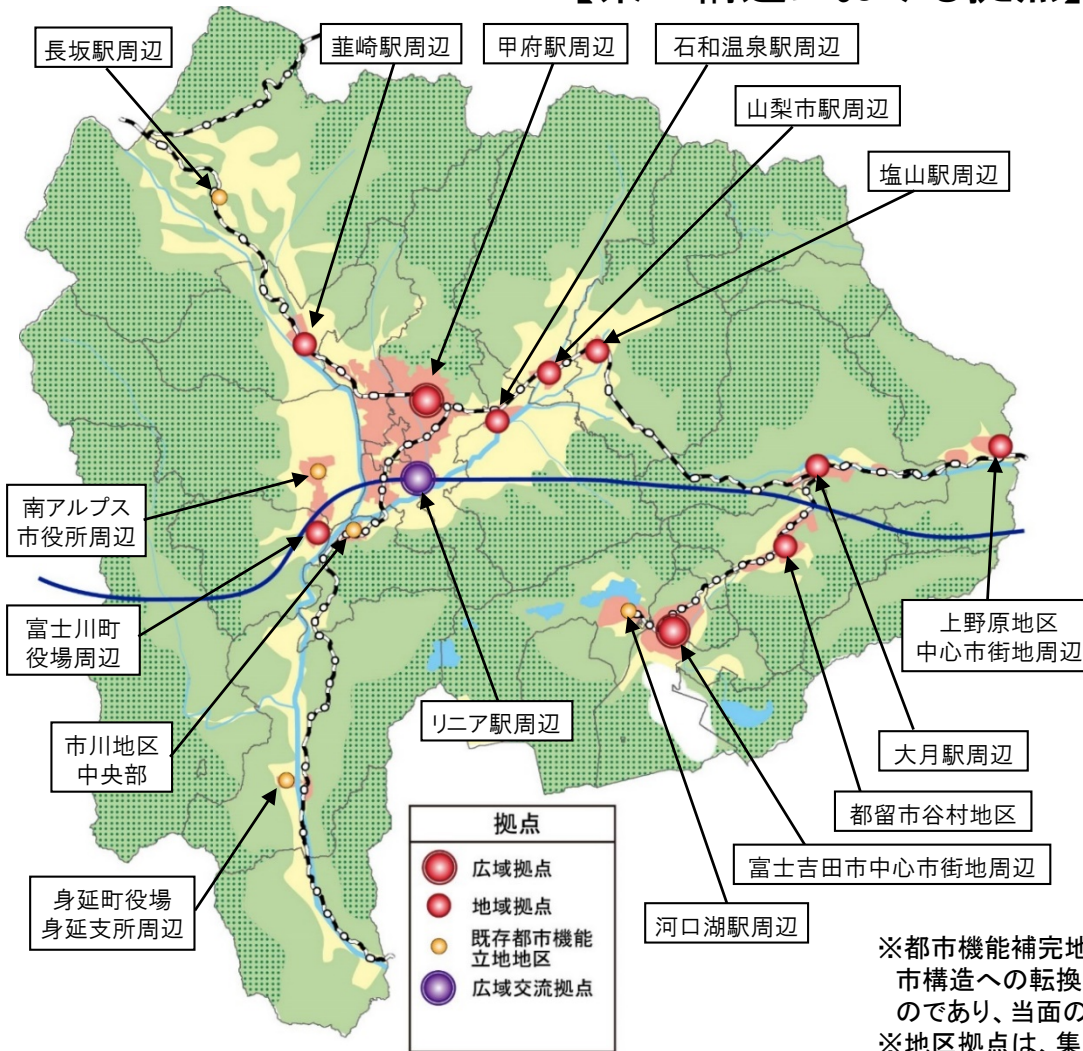 長坂駅周辺
韮崎駅周辺
甲府駅周辺
石和温泉駅周辺
山梨市駅周辺
塩山駅周辺
南アルプス
市役所周辺
富士川町
役場周辺
市川地区
中央部
身延町役場
身延支所周辺
リニア駅周辺
上野原地区
中心市街地周辺
大月駅周辺
都留市谷村地区
富士吉田市中心市街地周辺
河口湖駅周辺
拠点
広域拠点
地域拠点
既存都市機能
立地地区
広域交流拠点
※都市機能補完地
市構造への転換
のであり、当面の
※地区拠点は、集